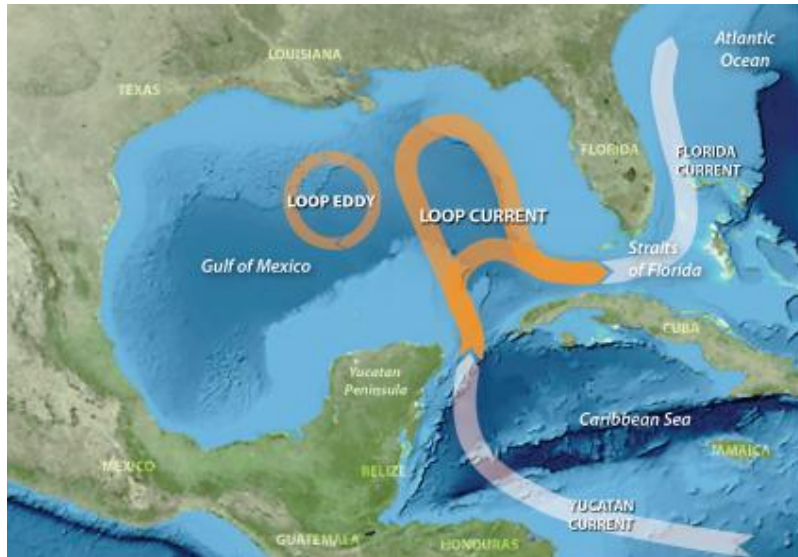 Atlantic
Ocean
LOUISIANA
TEXAS
FLORIDA
FLORIDA
CURRENT
LOOP EDDY
LOOP CURRENT
Gulf of Mexico
Straits
of Florida
CUBA
Yucatan
Peninsula
Caribbean Sea
JAMAICA
MEXICO
BELIZE
YUCATAN
CURRENT
GUATEMALA
HONDURAS